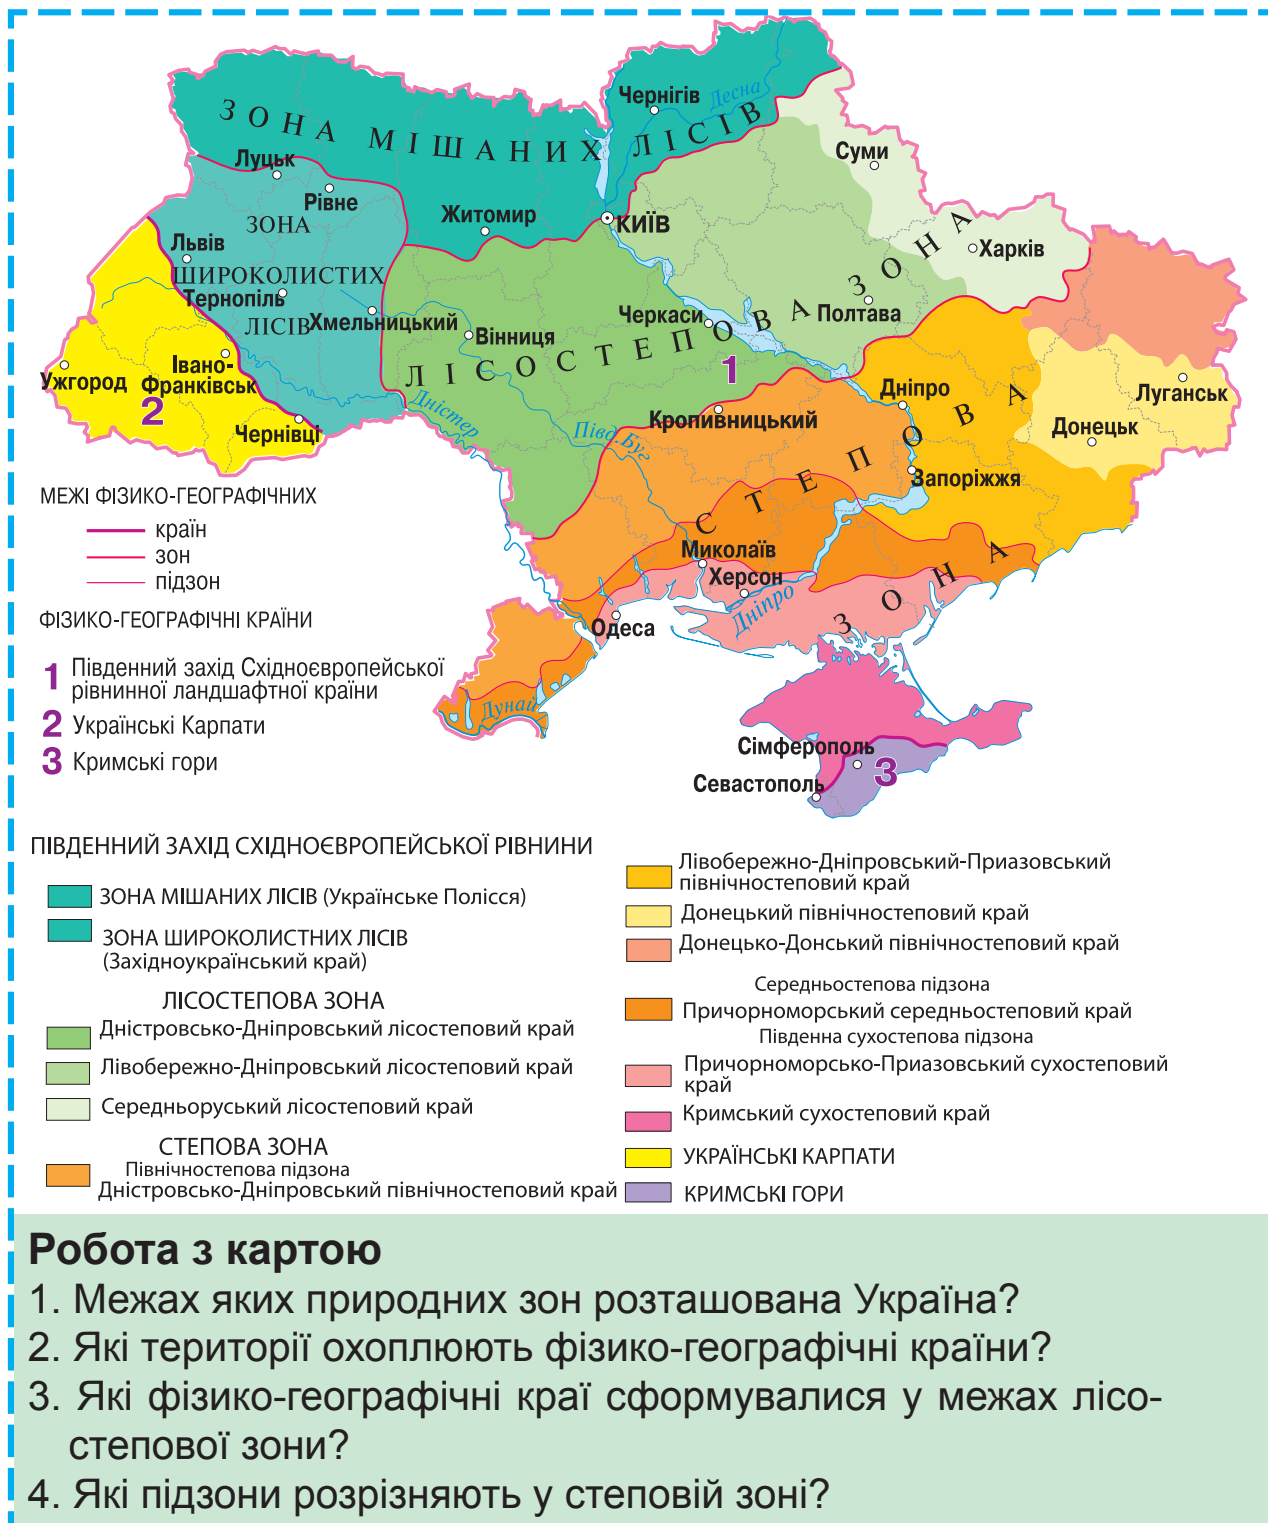 ЗОНА МІШАНИХ ЛІСІВ
Чернігів
Десна
Суми
Луцьк
Рівне
ЗОНА
ШИРОКОЛИСТИХ
ЛІСІВ
Житомир
КИЇВ
Львів
Тернопіль
Хмельницький
Вінниця
Черкаси
Полтава
Харків
ЛІСОСТЕПОВА ЗОНА
1
Ужгород
Івано-
Франківськ
2
Чернівці
Дністер
Півд. Буг
Кропивницький
Дніпро
Луганськ
Донецьк
Запоріжжя
СТЕПОВА
ЗОНА
Миколаїв
Херсон
Дніпро
Одеса
Дунай
Сімферополь
3
Севастополь
МЕЖІ ФІЗИКО-ГЕОГРАФІЧНИХ
країн
зон
підзон
ФІЗИКО-ГЕОГРАФІЧНІ КРАЇНИ
1 Південний захід Східноєвропейської
рівнинної ландшафтної країни
2 Українські Карпати
3 Кримські гори
ПІВДЕННИЙ ЗАХІД СХІДНОЄВРОПЕЙСЬКОЇ РІВНИНИ
ЗОНА МІШАНИХ ЛІСІВ (Українське Полісся)
ЗОНА ШИРОКОЛИСТНИХ ЛІСІВ
(Західноукраїнський край)
ЛІСОСТЕПОВА ЗОНА
Дністровсько-Дніпровський лісостеповий край
Лівобережно-Дніпровський лісостеповий край
Середньоруський лісостеповий край
СТЕПОВА ЗОНА
Північностепова підзона
Дністровсько-Дніпровський північностеповий край
Лівобережно-Дніпровський-Приазовський
північностеповий край
Донецький північностеповий край
Донецько-Донський північностеповий край
Середньостепова підзона
Причорноморський середньостеповий край
Південна сухостепова підзона
Причорноморсько-Приазовський сухостеповий
край
Кримський сухостеповий край
УКРАЇНСЬКІ КАРПАТИ
КРИМСЬКІ ГОРИ
Робота з картою
1. Межах яких природних зон розташована Україна?
2. Які території охоплюють фізико-географічні країни?
3. Які фізико-географічні краї сформувалися у межах лісо-
степової зони?
4. Які підзони розрізняють у степовій зоні?